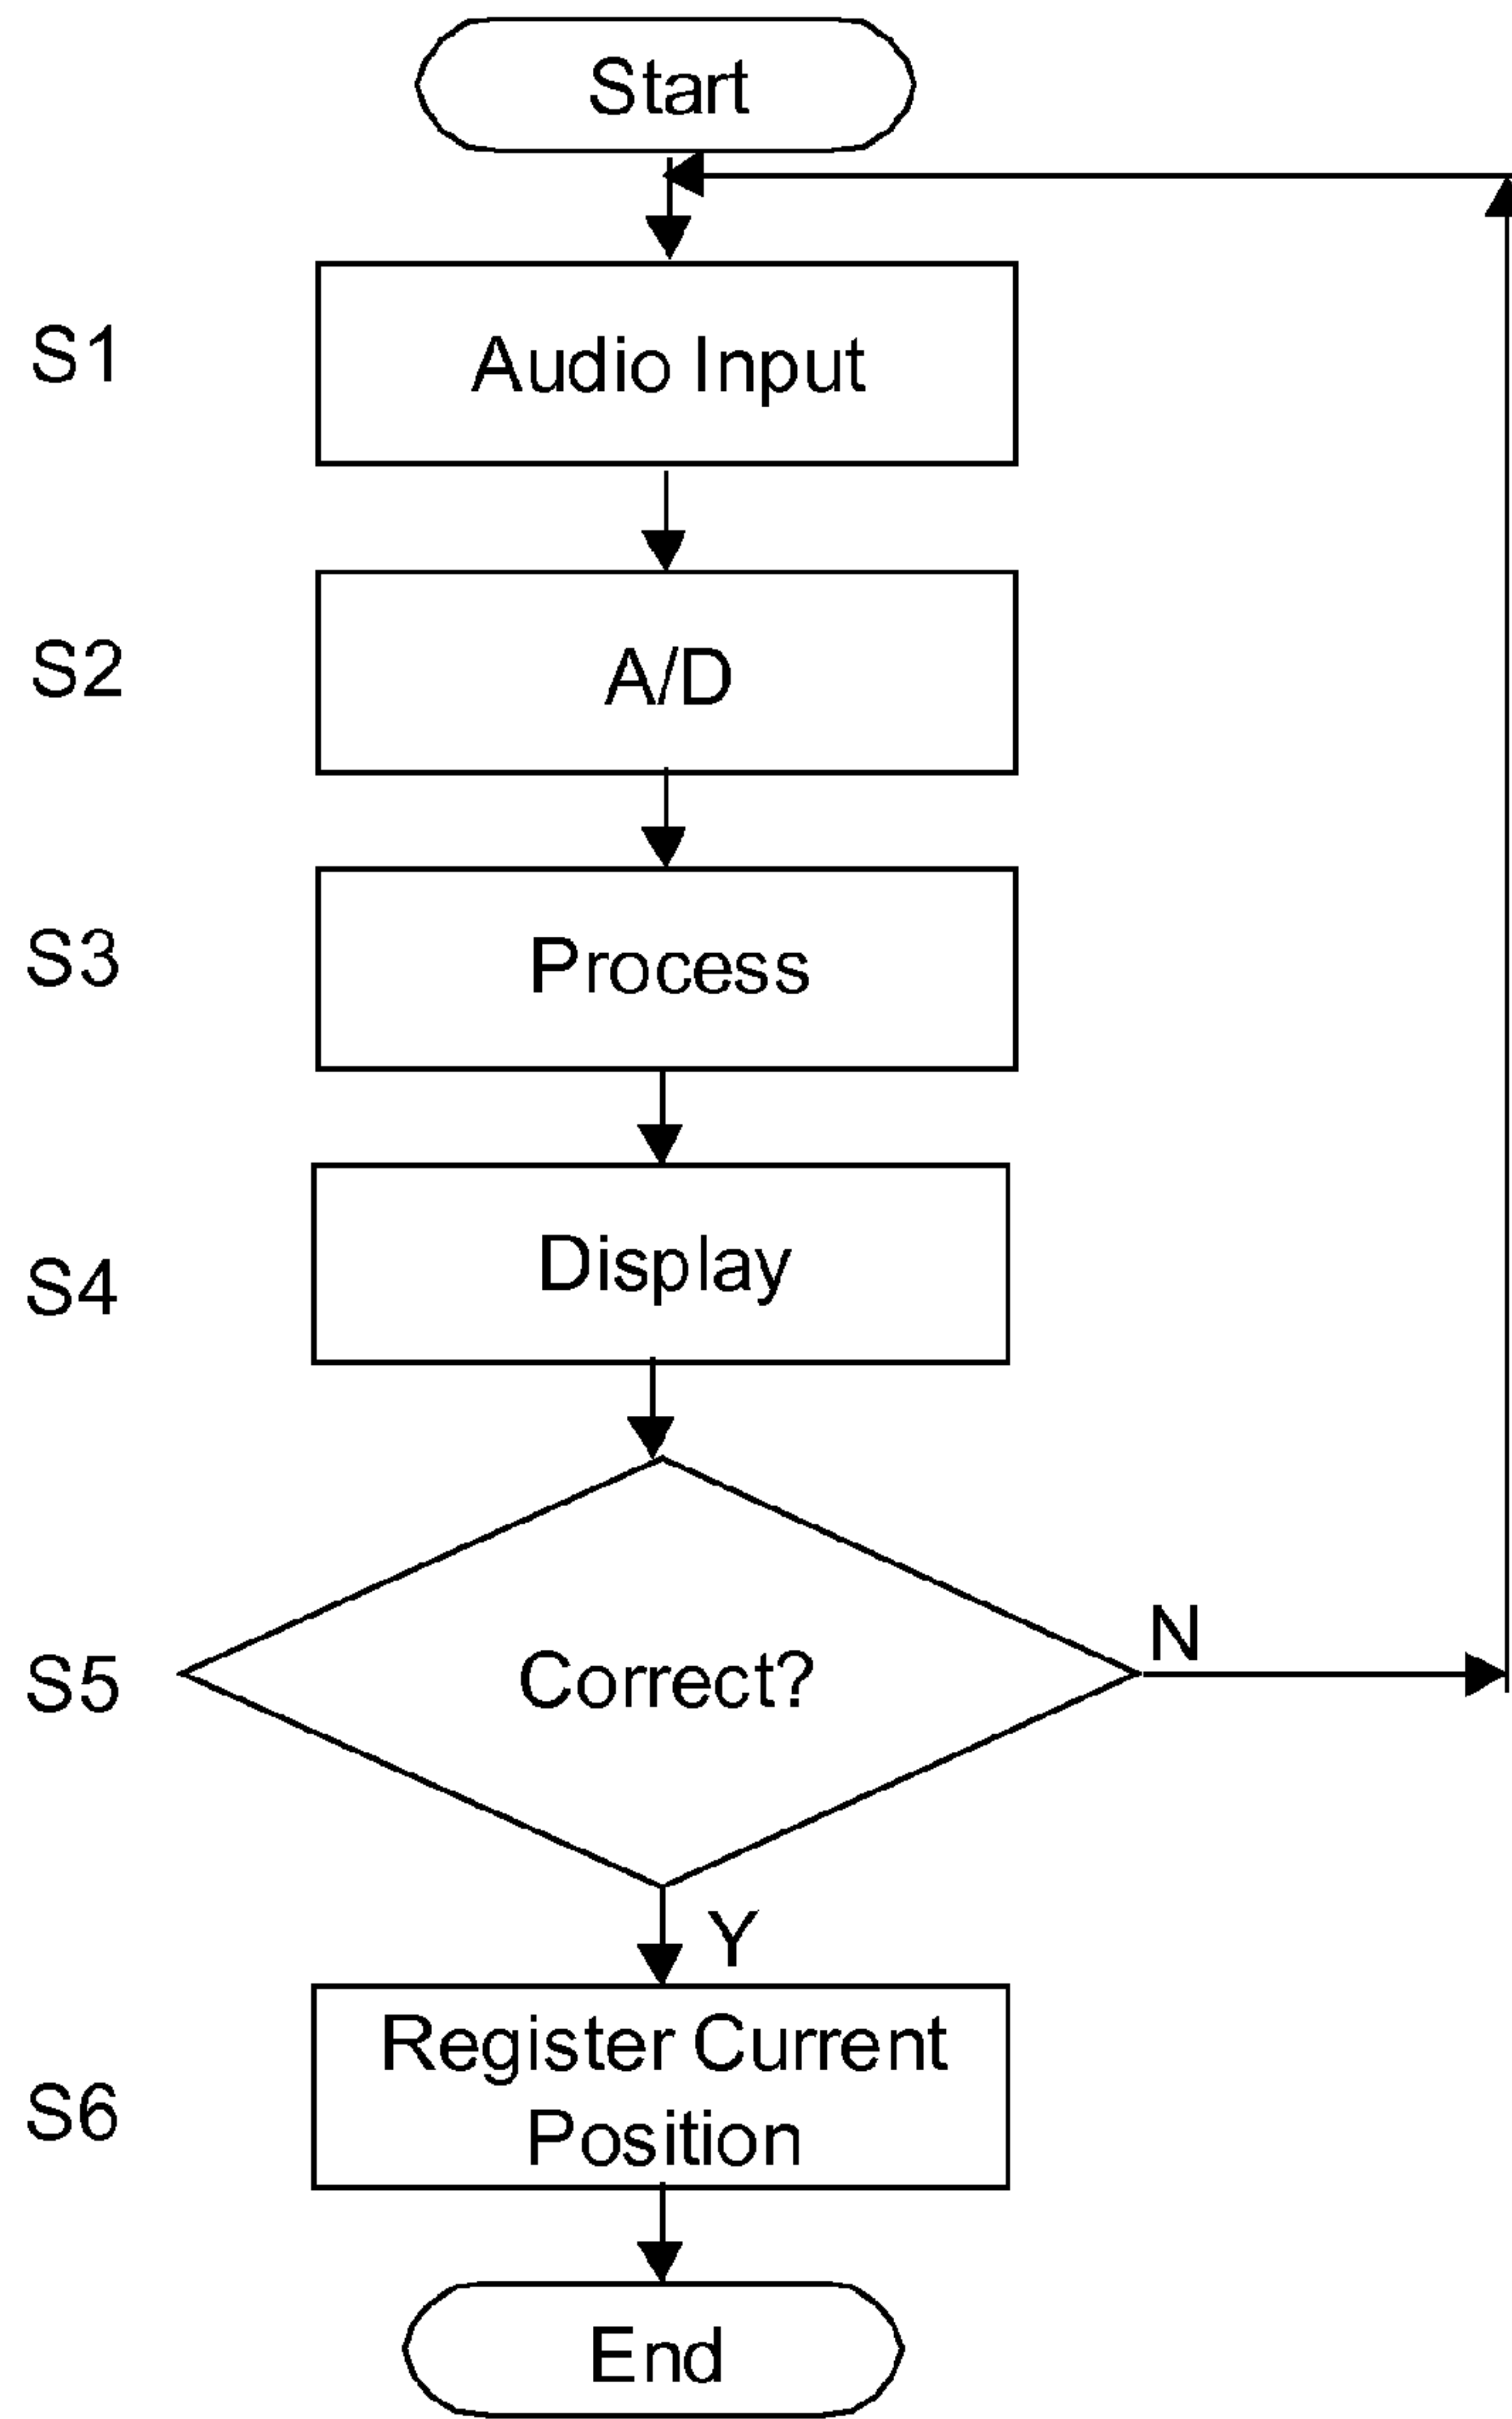 Start
S1
Audio Input
S2
A/D
S3
Process
S4
Display
S5
Correct?
N
Y
S6
Register Current
Position
End